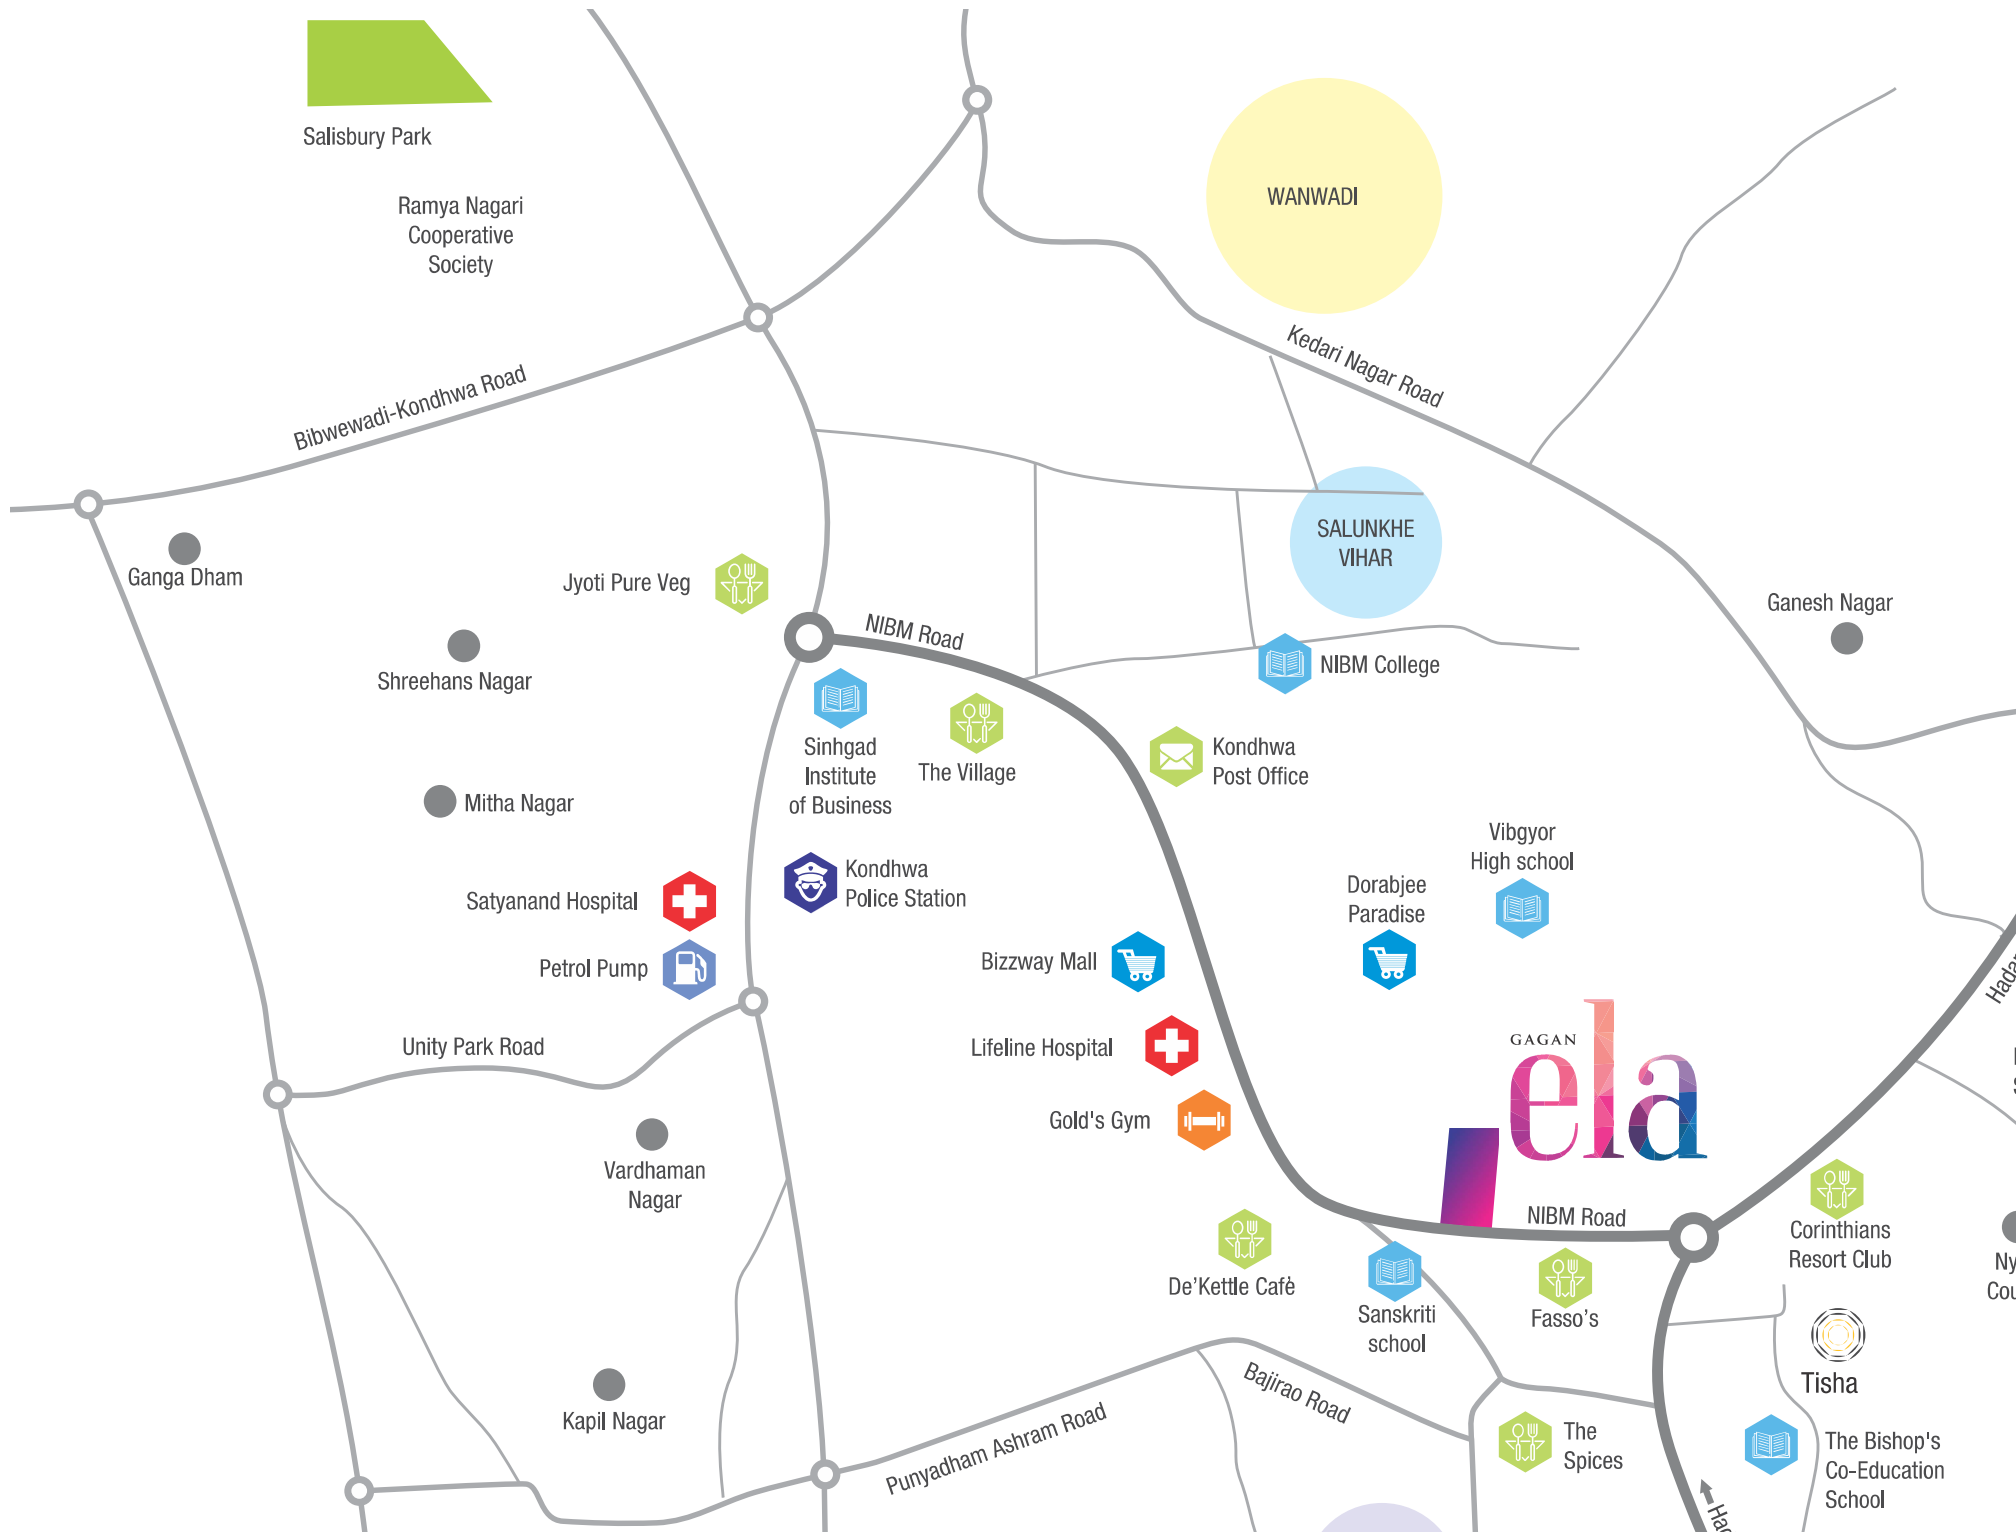 Salisbury Park
Ramya Nagari
Cooperative
Society
WANWADI
Kedari Nagar Road
Bibwewadi-Kondhwa Road
SALUNKHE
VIHAR
Ganga Dham
Jyoti Pure Veg
NIBM Road
Ganesh Nagar
Shreehans Nagar
NIBM College
Sinhgad
Institute
of Business
The Village
Kondhwa
Post Office
Mitha Nagar
Vibgyor
High school
Kondhwa
Police Station
Dorabjee
Paradise
Satyanand Hospital
Petrol Pump
Bizzway Mall
Unity Park Road
Lifeline Hospital
GAGAN
ela
Gold's Gym
Vardhaman
Nagar
NIBM Road
Corinthians
Resort Club
De'Kettle Cafè
Sanskriti
school
Fasso's
Tisha
Bajirao Road
Kapil Nagar
Punyadham Ashram Road
The
Spices
The Bishop's
Co-Education
School